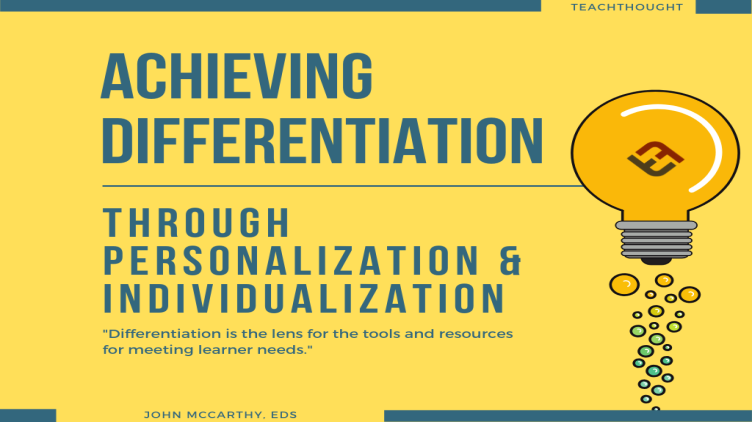 TEACHTHOUGHT
ACHIEVING
DIFFERENTIATION
THROUGH
PERSONALIZATION &
INDIVIDUALIZATION
"Differentiation is the lens for the tools and resources
for meeting learner needs."
JOHN MCCARTHY, EDS